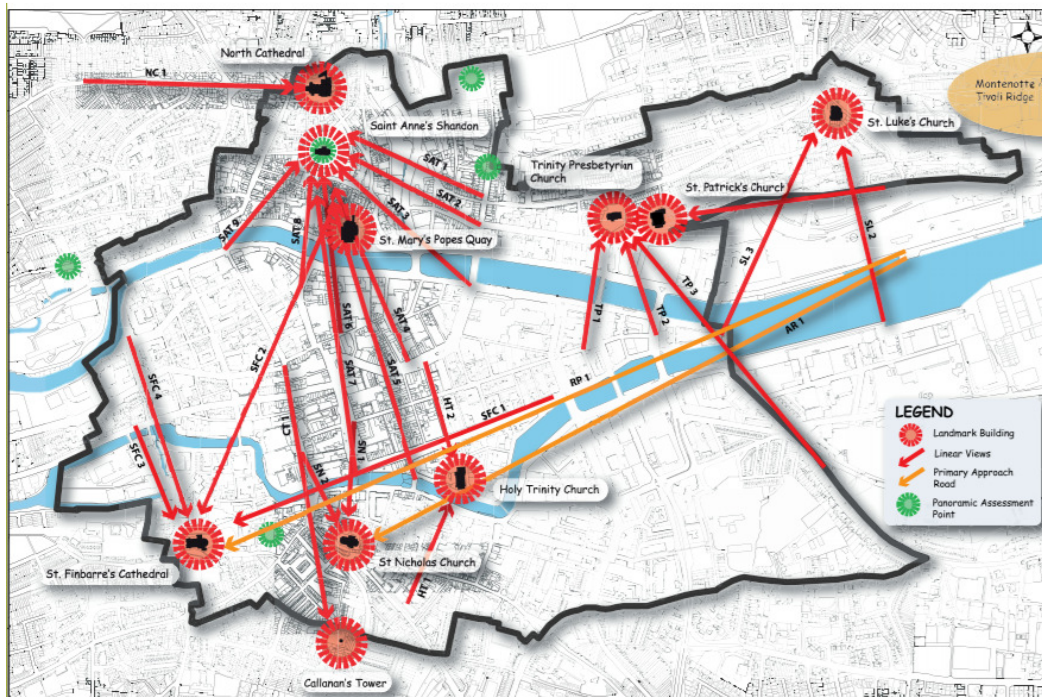 North Cathedral
NC 1
Montenotte /
Tivoli Ridge
Saint Anne's Shandon
St. Luke's Church
SAT 1
Trinity Presbetyrian
Church
SAT 2
St. Patrick's Church
SAT 3
SAT 9
SAT 8
St. Mary's Popes Quay
SL 3
SL 2
TP 3
TP 1
TP 2
AR 1
SAT 6
SAT 4
SFC 2
SAT 7
SAT 5
SFC 4
RP 1
HT 2
SFC 1
CT 1
SFC 3
SN 1
SN 2
LEGEND
Landmark Building
Linear Views
Primary Approach
Road
Panoramic Assessment
Point
Holy Trinity Church
St. Finbarre's Cathedral
St Nicholas Church
HT 1
Callanan's Tower